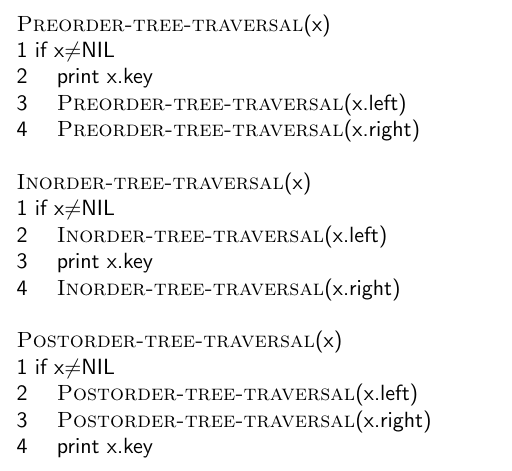 PREORDER-TREE-TRAVERSAL(x)
1 if x≠NIL
2 print x.key
3 PREORDER-TREE-TRAVERSAL(x.left)
4 PREORDER-TREE-TRAVERSAL(x.right)
INORDER-TREE-TRAVERSAL(x)
1 if x≠NIL
2 INORDER-TREE-TRAVERSAL(x.left)
3 print x.key
4 INORDER-TREE-TRAVERSAL(x.right)
POSTORDER-TREE-TRAVERSAL(x)
1 if x≠NIL
2 POSTORDER-TREE-TRAVERSAL(x.left)
3 POSTORDER-TREE-TRAVERSAL(x.right)
4 print x.key